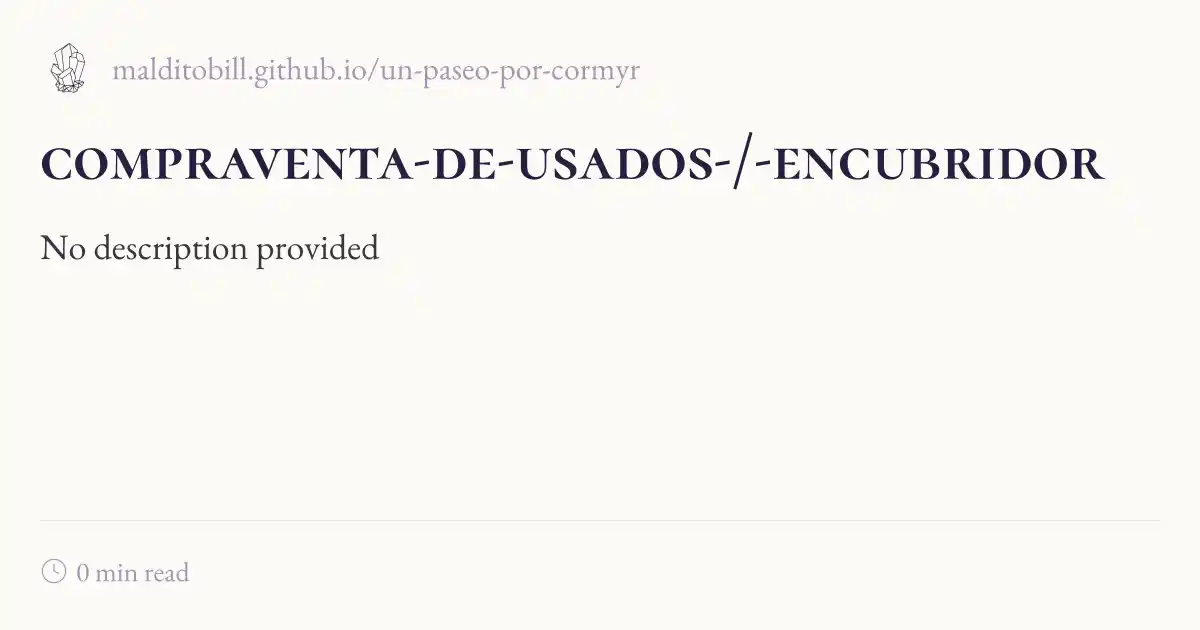 malditobill.github.io/un-paseo-por-cormyr
COMPRAVENTA-DE-USADOS-/-ENCUBRIDOR
No description provided
0 min read